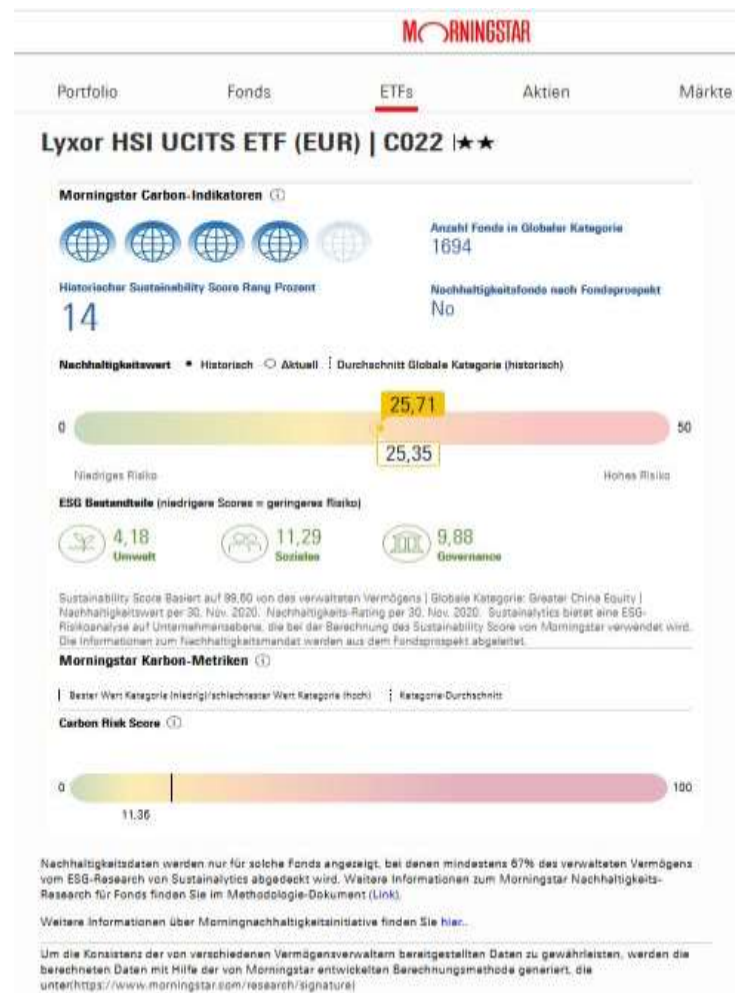 MORNINGSTAR
Portfolio Fonds ETFs Aktien Märkte
Lyxor HSI UCITS ETF (EUR) | C022 |★★
Morningstar Carbon-Indikatoren
Anzahl Fonds in Globaler Kategorie
1694
Historischer Sustainability Score Rang Prozent
14
Nachhaltigkeitsfonds nach Fondsprospekt
No
Nachhaltigkeitswert • Historisch Aktuell Durchschnitt Globale Kategorie (historisch)
25,71
0 50
25,35
Niedriges Risiko Hohes Risiko
ESG Bestandteile (niedrigere Scores = geringeres Risiko)
4,18 11,29 9,88
Umwelt Soziales Governance
Sustainability Score Basiert auf 99,60 von des verwalteten Vermögens | Globale Kategorie: Greater China Equity |
Nachhaltigkeitswert per 30. Nov. 2020. Nachhaltigkeits-Rating per 30. Nov. 2020. Sustainalytics bietet eine ESG-
Risikoanalyse auf Unternehmensebene, die bei der Berechnung des Sustainability Score von Morningstar verwendet wird.
Die Informationen zum Nachhaltigkeitsmandat werden aus dem Fondsprospekt abgeleitet.
Morningstar Karbon-Metriken
Bester Wert Kategorie (niedrig)/schlechtester Wert Kategorie (hoch) Kategorie-Durchschnitt
Carbon Risk Score
0 100
11,36
Nachhaltigkeitsdaten werden nur für solche Fonds angezeigt, bei denen mindestens 67% des verwalteten Vermögens
vom ESG-Research von Sustainalytics abgedeckt wird. Weitere Informationen zum Morningstar Nachhaltigkeits-
Research für Fonds finden Sie im Methodologie-Dokument (Link).
Weitere Informationen über Morningnachhaltigkeitsinitiative finden Sie hier..
Um die Konsistenz der von verschiedenen Vermögensverwaltern bereitgestellten Daten zu gewährleisten, werden die
berechneten Daten mit Hilfe der von Morningstar entwickelten Berechnungsmethode generiert, die
unter(https://www.morningstar.com/research/signature)